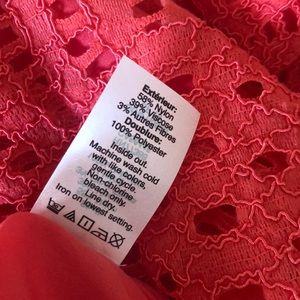 Extérieur:
58% Nylon
39% Viscose
3% Autres Fibres
Doublure:
100% Polyester
Inside out.
Machine wash cold
with like colors,
gentle cycle.
Non-chlorine
bleach only.
Line dry.
Iron on lowest setting.